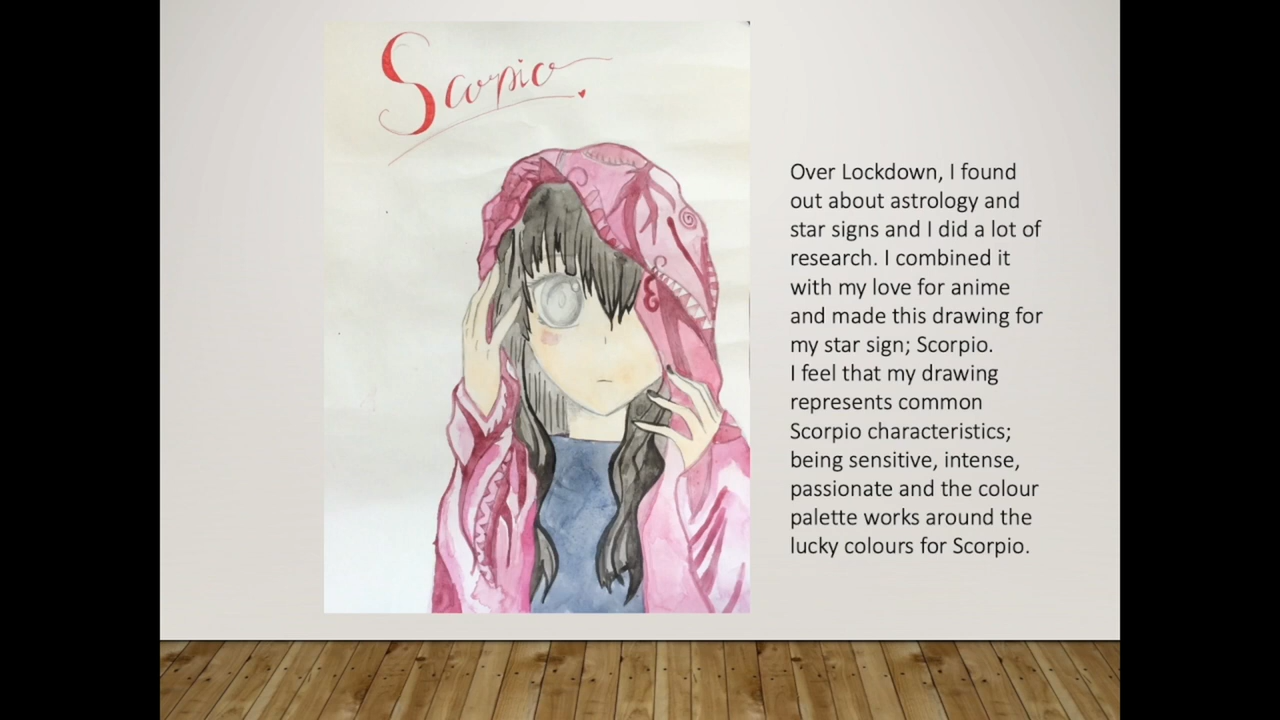 Scorpio
Over Lockdown, I found
out about astrology and
star signs and I did a lot of
research. I combined it
with my love for anime
and made this drawing for
my star sign; Scorpio.
I feel that my drawing
represents common
Scorpio characteristics;
being sensitive, intense,
passionate and the colour
palette works around the
lucky colours for Scorpio.